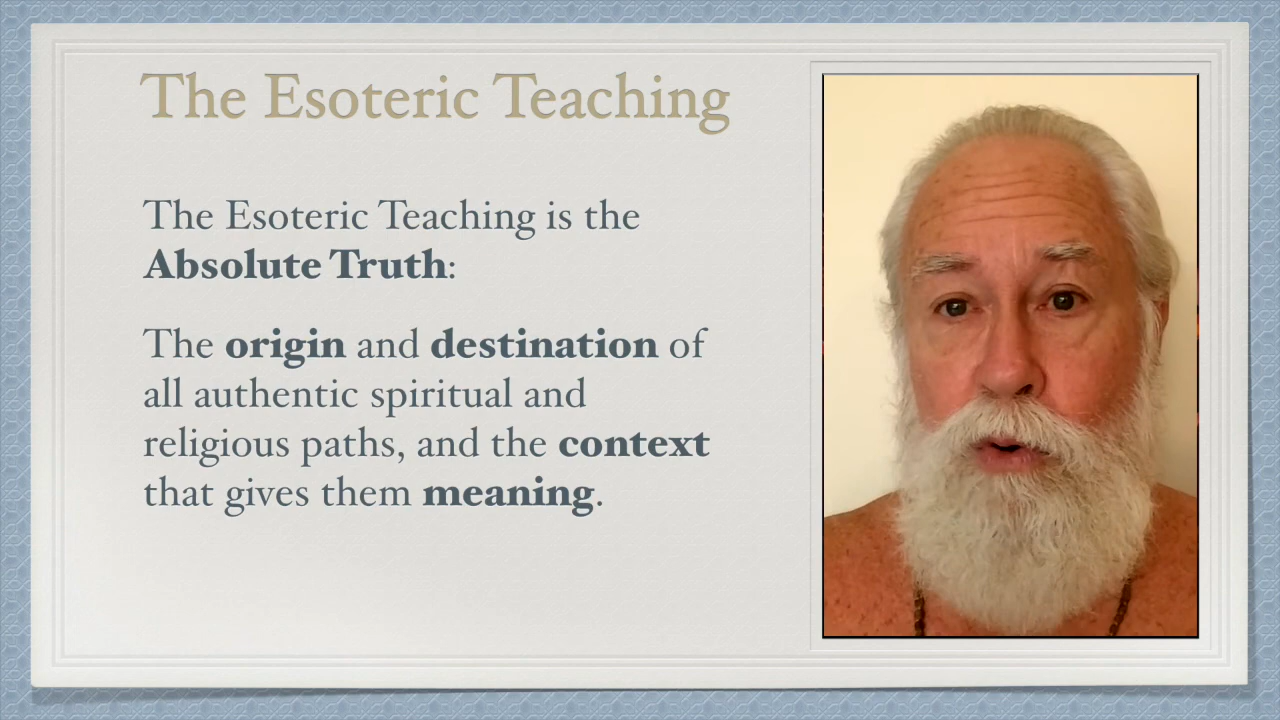 The Esoteric Teaching
The Esoteric Teaching is the
Absolute Truth:
The origin and destination of
all authentic spiritual and
religious paths, and the context
that gives them meaning.